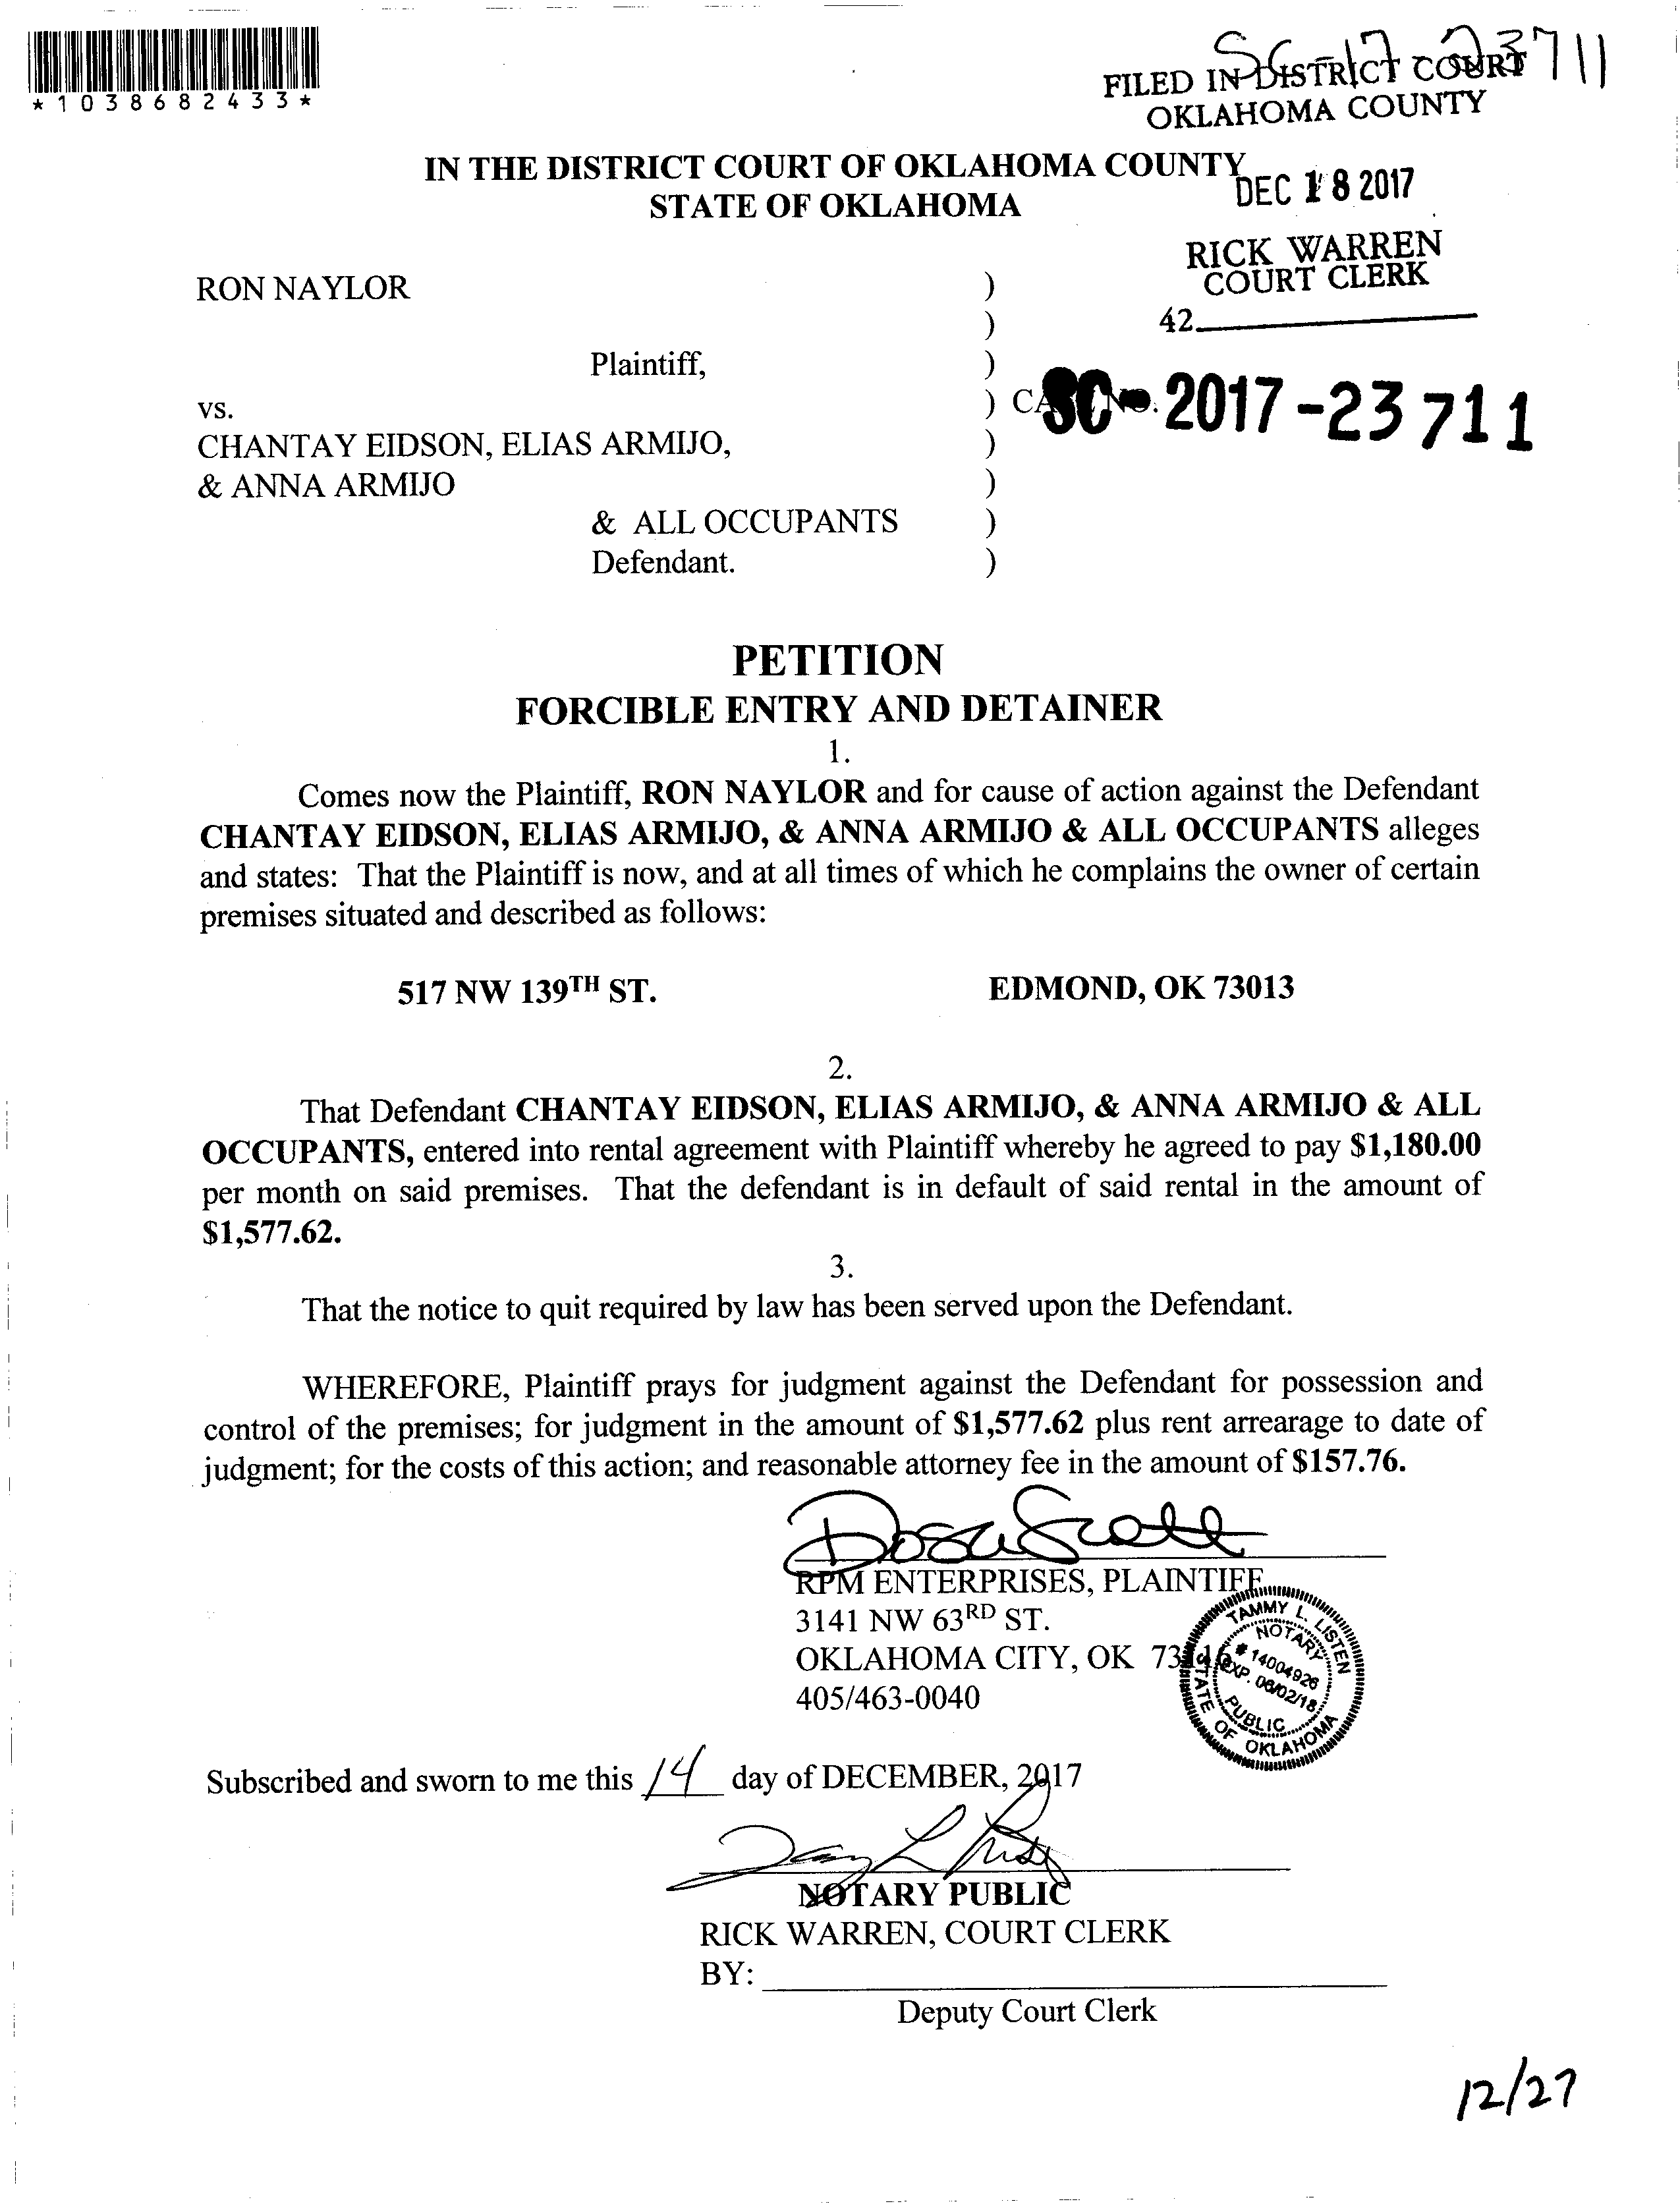 SC-17-23711
*1038682433*
FILED IN DISTRICT COURT
OKLAHOMA COUNTY
IN THE DISTRICT COURT OF OKLAHOMA COUNTY
STATE OF OKLAHOMA
DEC 18 2017
RICK WARREN
COURT CLERK
42
RON NAYLOR )
)
Plaintiff, )
vs. ) CASE NO. SC-2017-23711
CHANTAY EIDSON, ELIAS ARMIJO, )
& ANNA ARMIJO )
& ALL OCCUPANTS )
Defendant. )
PETITION
FORCIBLE ENTRY AND DETAINER
1.
Comes now the Plaintiff, RON NAYLOR and for cause of action against the Defendant
CHANTAY EIDSON, ELIAS ARMIJO, & ANNA ARMIJO & ALL OCCUPANTS alleges
and states: That the Plaintiff is now, and at all times of which he complains the owner of certain
premises situated and described as follows:
517 NW 139TH ST. EDMOND, OK 73013
2.
That Defendant CHANTAY EIDSON, ELIAS ARMIJO, & ANNA ARMIJO & ALL
OCCUPANTS, entered into rental agreement with Plaintiff whereby he agreed to pay $1,180.00
per month on said premises. That the defendant is in default of said rental in the amount of
$1,577.62.
3.
That the notice to quit required by law has been served upon the Defendant.
WHEREFORE, Plaintiff prays for judgment against the Defendant for possession and
control of the premises; for judgment in the amount of $1,577.62 plus rent arrearage to date of
judgment; for the costs of this action; and reasonable attorney fee in the amount of $157.76.
RPM ENTERPRISES, PLAINTIFF
3141 NW 63RD ST.
OKLAHOMA CITY, OK 73116
405/463-0040
TAMMY L. LISTEN
NOTARY
# 14004926
EXP. 06/02/18
PUBLIC
STATE OF OKLAHOMA
Subscribed and sworn to me this 14 day of DECEMBER, 2017
NOTARY PUBLIC
RICK WARREN, COURT CLERK
BY:
Deputy Court Clerk
12/27